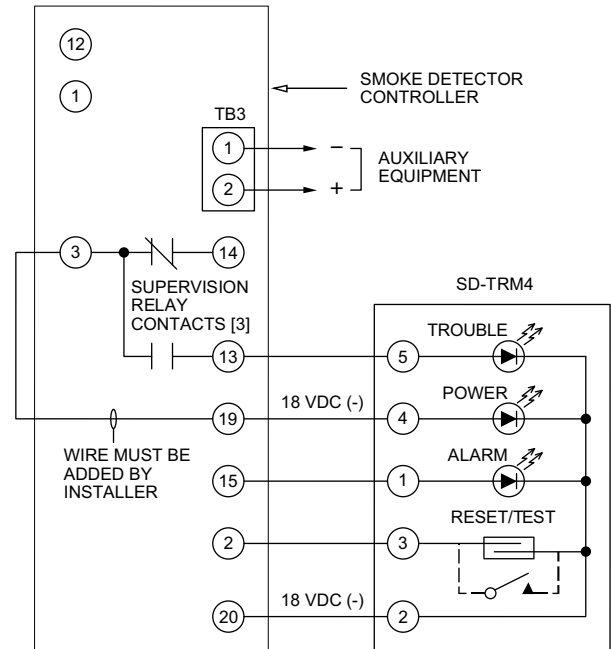 12
1
SMOKE DETECTOR
CONTROLLER
TB3
1
−
2
+
AUXILIARY
EQUIPMENT
3
14
SUPERVISION
RELAY
CONTACTS [3]
13
SD-TRM4
TROUBLE
5
18 VDC (-)
19
POWER
4
WIRE MUST BE
ADDED BY
INSTALLER
15
ALARM
1
RESET/TEST
2
3
18 VDC (-)
20
2